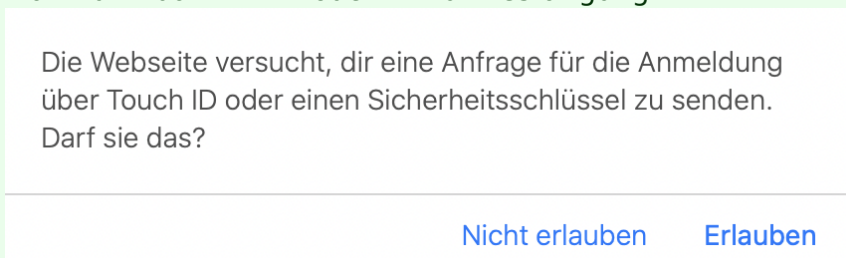 Die Webseite versucht, dir eine Anfrage für die Anmeldung
über Touch ID oder einen Sicherheitsschlüssel zu senden.
Darf sie das?
Nicht erlauben Erlauben